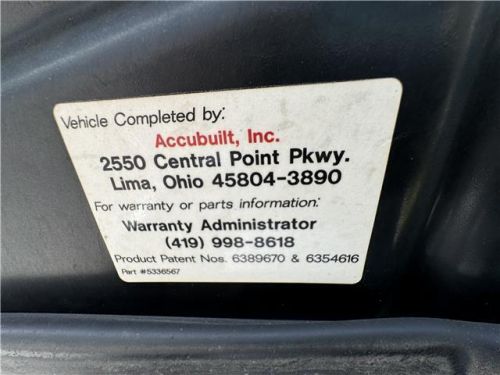 Vehicle Completed by:
Accubuilt, Inc.
2550 Central Point Pkwy.
Lima, Ohio 45804-3890
For warranty or parts information:
Warranty Administrator
(419) 998-8618
Product Patent Nos. 6389670 & 6354616
Part #5336567